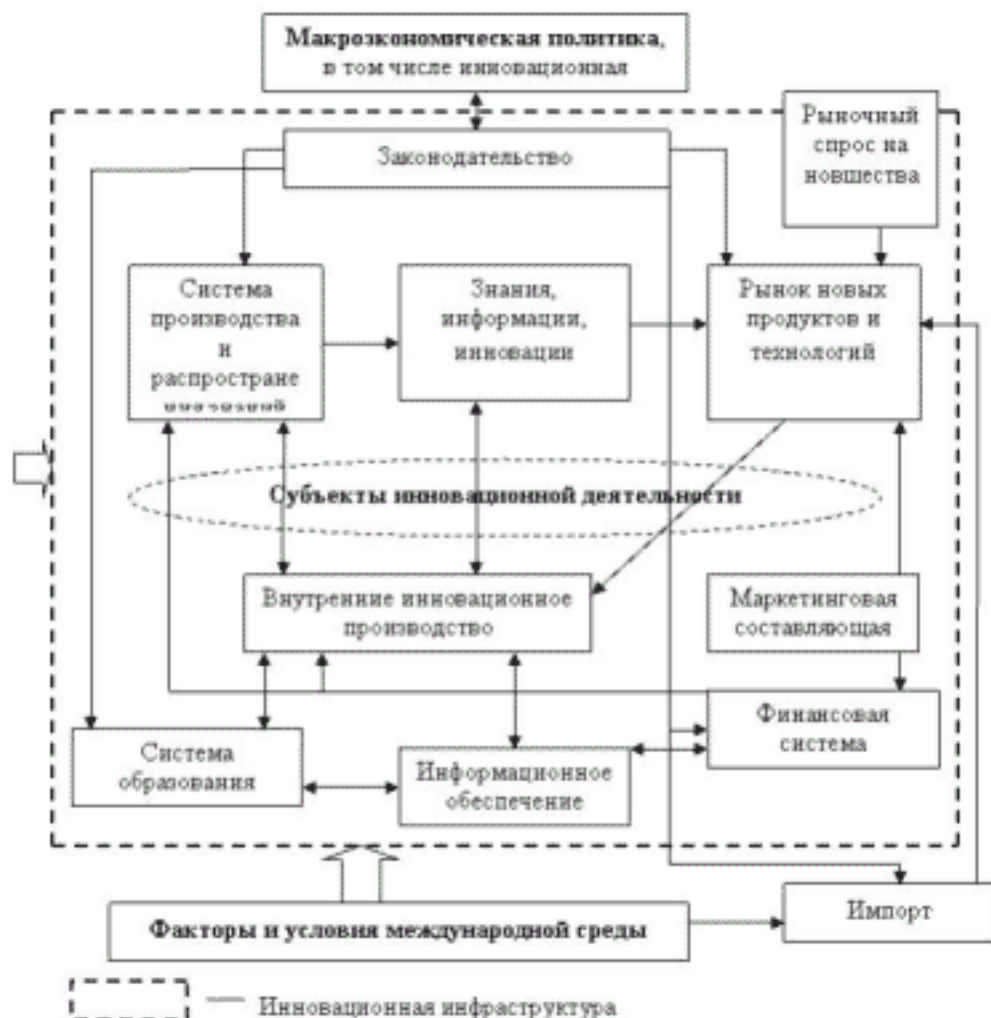 Макроэкономическая политика,
в том числе инновационная
Рыночный
спрос на
новшества
Законодательство
Система
производства
и
распростране
Знания,
информации,
инновации
Рынок новых
продуктов и
технологий
Субъекты инновационной деятельности
Внутренние инновационное
производство
Маркетинговая
составляющая
Финансовая
система
Система
образования
Информационное
обеспечение
Импорт
Факторы и условия международной среды
Инновационная инфраструктура